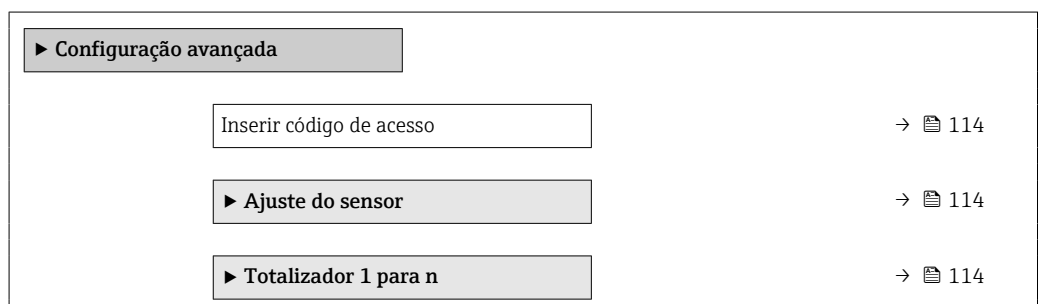 ▶ Configuração avançada
Inserir código de acesso → 🖹 114
▶ Ajuste do sensor → 🖹 114
▶ Totalizador 1 para n → 🖹 114